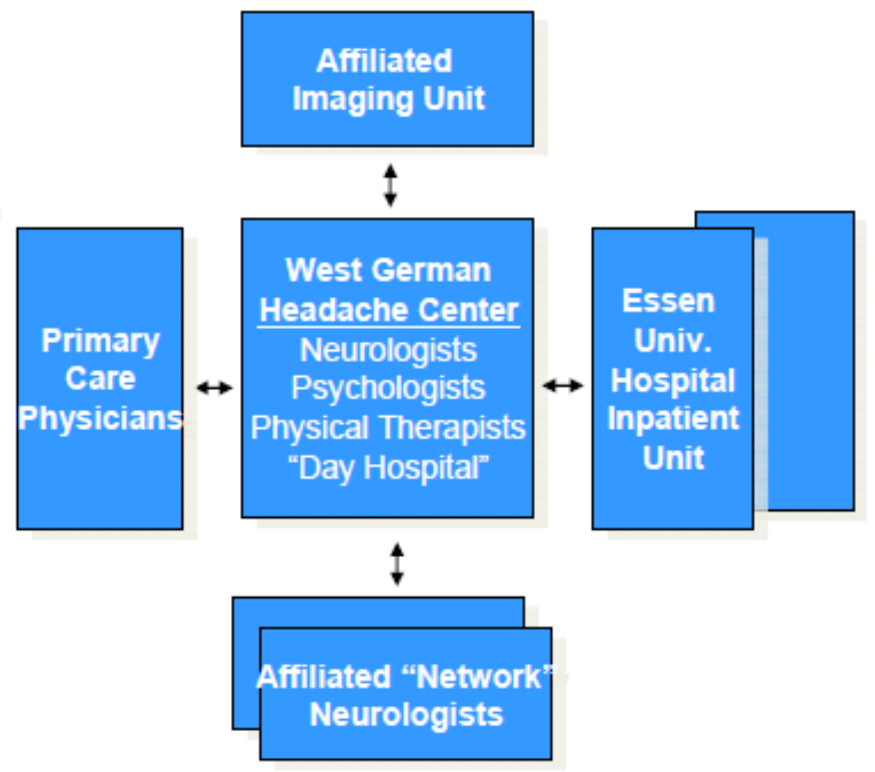 Affiliated
Imaging Unit
West German
Headache Center
Neurologists
Psychologists
Physical Therapists
“Day Hospital”
Primary
Care
Physicians
Essen
Univ.
Hospital
Inpatient
Unit
Affiliated “Network”
Neurologists